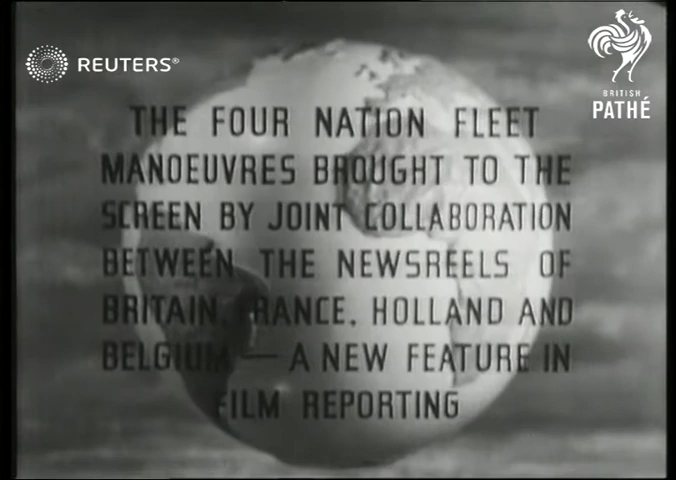 REUTERS®
BRITISH
PATHÉ
THE FOUR NATION FLEET
MANOEUVRES BROUGHT TO THE
SCREEN BY JOINT COLLABORATION
BETWEEN THE NEWSREELS OF
BRITAIN, FRANCE, HOLLAND AND
BELGIUM — A NEW FEATURE IN
FILM REPORTING